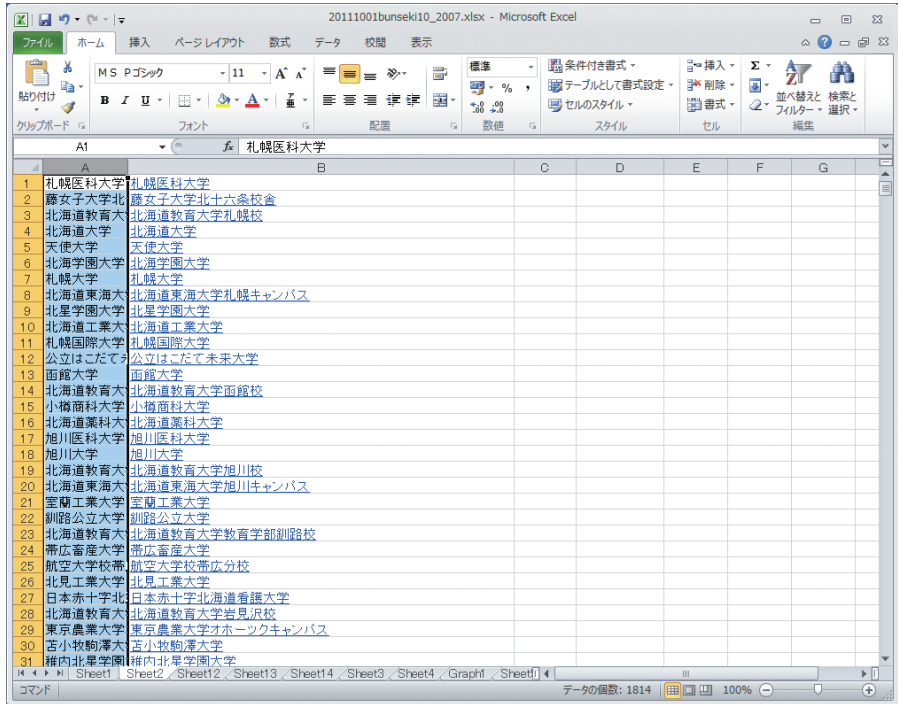 20111001bunseki10_2007.xlsx - Microsoft Excel
ファイル ホーム 挿入 ページ レイアウト 数式 データ 校閲 表示
貼り付け
MS Pゴシック 11
B I U
標準
条件付き書式
テーブルとして書式設定
セルのスタイル
挿入
削除
書式
並べ替えと フィルター
検索と 選択
クリップボード フォント 配置 数値 スタイル セル 編集
A1 fx 札幌医科大学
A B C D E F G
1 札幌医科大学 札幌医科大学
2 藤女子大学北 藤女子大学北十六条校舎
3 北海道教育大 北海道教育大学札幌校
4 北海道大学 北海道大学
5 天使大学 天使大学
6 北海学園大学 北海学園大学
7 札幌大学 札幌大学
8 北海道東海大 北海道東海大学札幌キャンパス
9 北星学園大学 北星学園大学
10 北海道工業大 北海道工業大学
11 札幌国際大学 札幌国際大学
12 公立はこだて 公立はこだて未来大学
13 函館大学 函館大学
14 北海道教育大 北海道教育大学函館校
15 小樽商科大学 小樽商科大学
16 北海道薬科大 北海道薬科大学
17 旭川医科大学 旭川医科大学
18 旭川大学 旭川大学
19 北海道教育大 北海道教育大学旭川校
20 北海道東海大 北海道東海大学旭川キャンパス
21 室蘭工業大学 室蘭工業大学
22 釧路公立大学 釧路公立大学
23 北海道教育大 北海道教育大学教育学部釧路校
24 帯広畜産大学 帯広畜産大学
25 航空大学校帯 航空大学校帯広分校
26 北見工業大学 北見工業大学
27 日本赤十字北 日本赤十字北海道看護大学
28 北海道教育大 北海道教育大学岩見沢校
29 東京農業大学 東京農業大学オホーツクキャンパス
30 苫小牧駒澤大 苫小牧駒澤大学
31 稚内北星学園 稚内北星学園大学
Sheet1 Sheet2 Sheet12 Sheet13 Sheet14 Sheet3 Sheet4 Graph1 Sheet
コマンド データの個数: 1814 100%